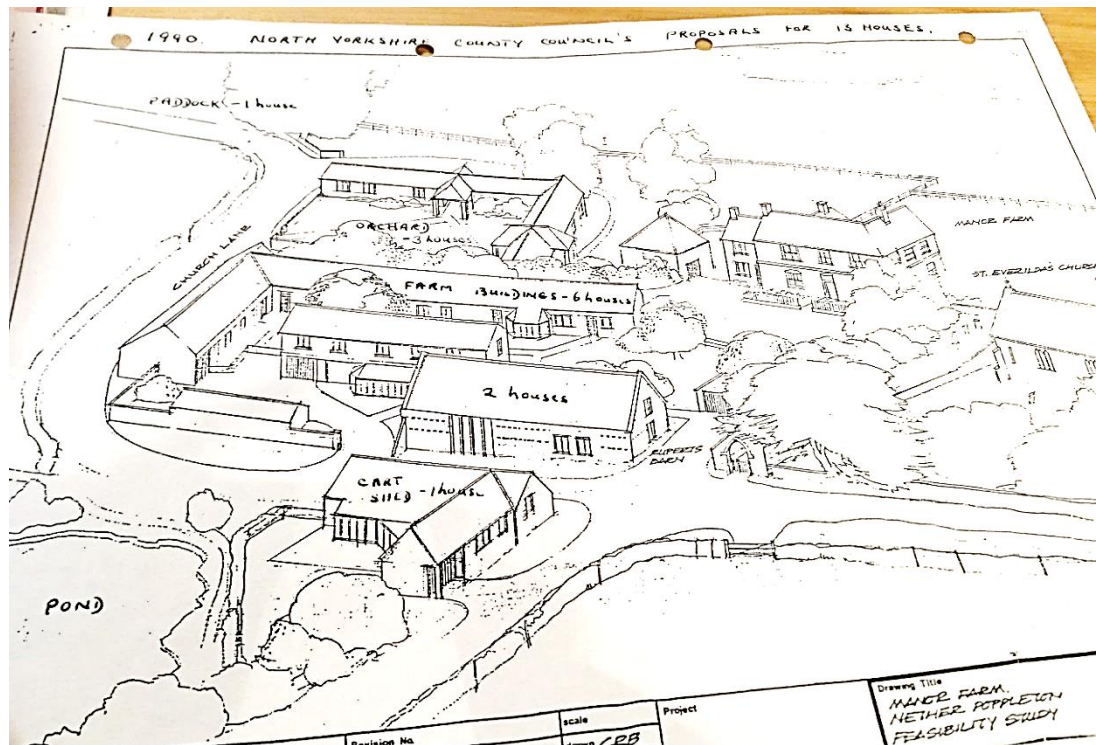 1990. NORTH YORKSHIRE COUNTY COUNCIL'S PROPOSALS FOR 15 HOUSES.
PADDOCK - 1 house
ORCHARD
- 3 houses
MANOR FARM
CHURCH LANE
ST. EVERILDAS CHURCH
FARM BUILDINGS - 6 houses
2 houses
RUPERTS
BARN
CART
SHED - 1 house
POND
Revision No
scale
Project
Drawing Title
MANOR FARM.
NETHER POPPLETON
FEASIBILITY STUDY